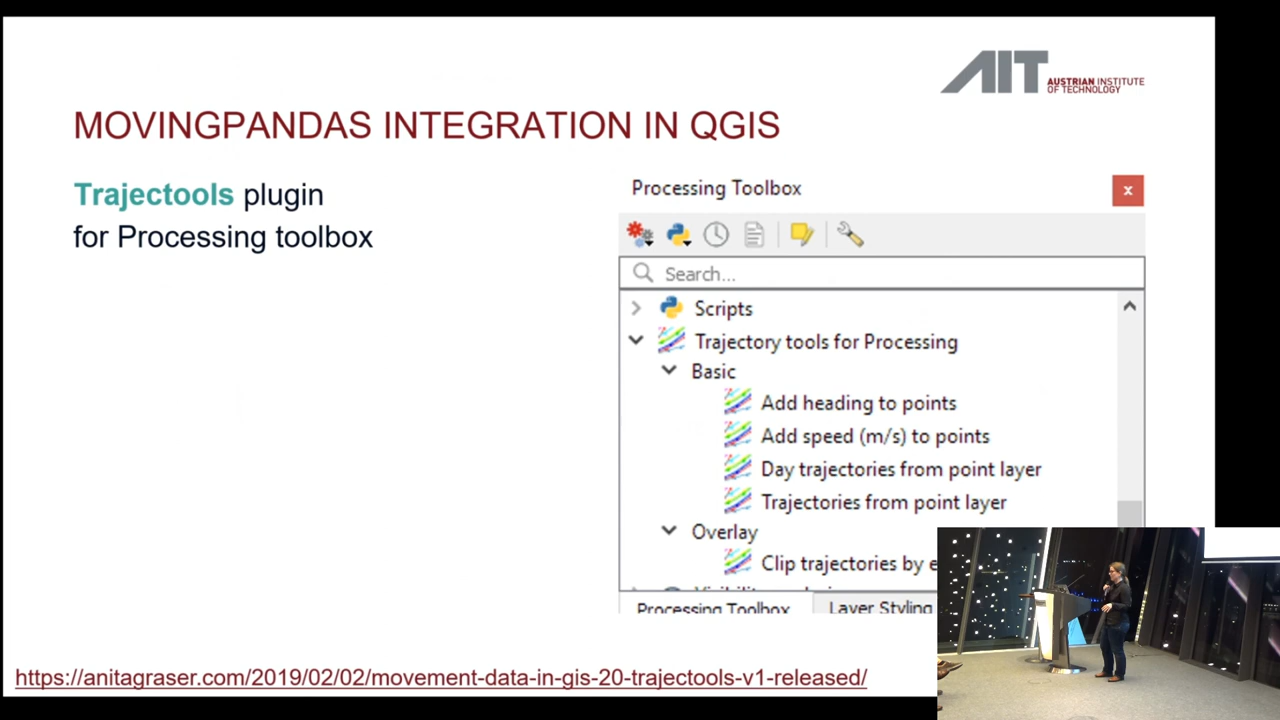 AIT
AUSTRIAN INSTITUTE
OF TECHNOLOGY
MOVINGPANDAS INTEGRATION IN QGIS
Trajectools plugin
for Processing toolbox
Processing Toolbox
x
Search...
Scripts
Trajectory tools for Processing
Basic
Add heading to points
Add speed (m/s) to points
Day trajectories from point layer
Trajectories from point layer
Overlay
Clip trajectories by e
Processing Toolbox
Layer Styling
https://anitagraser.com/2019/02/02/movement-data-in-gis-20-trajectools-v1-released/